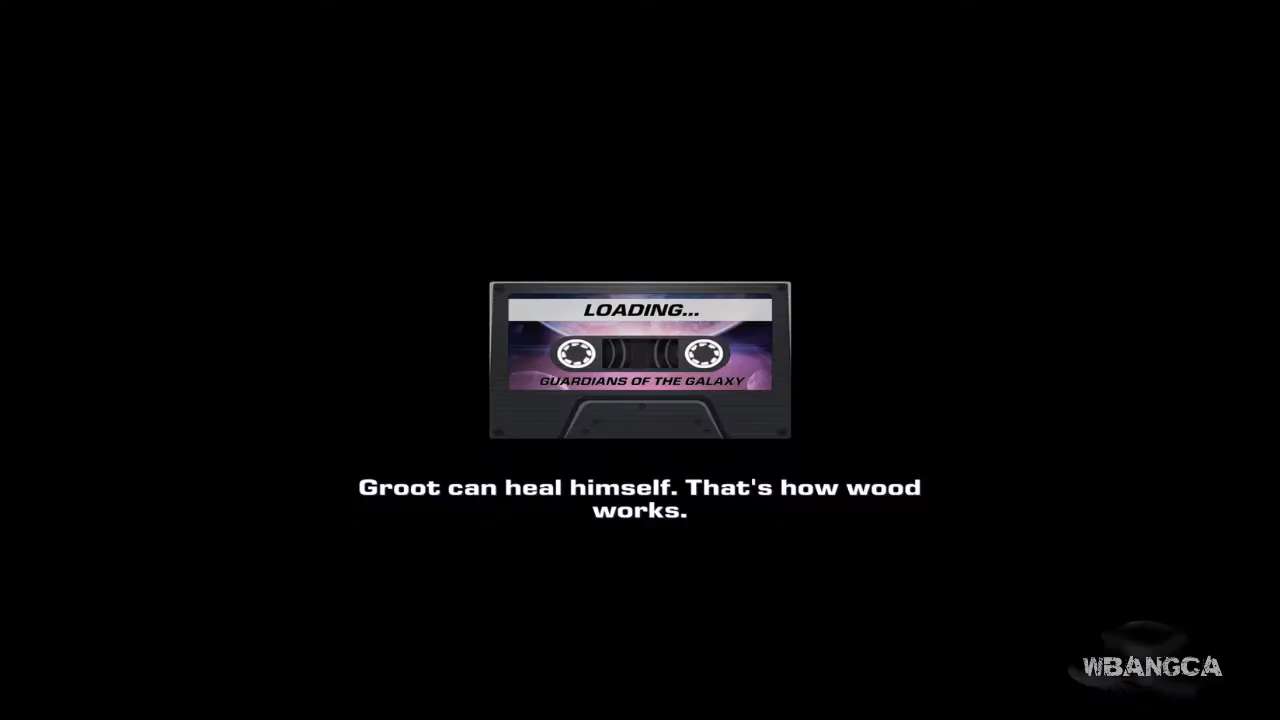 LOADING...
GUARDIANS OF THE GALAXY
Groot can heal himself. That's how wood
works.
WBANGCA